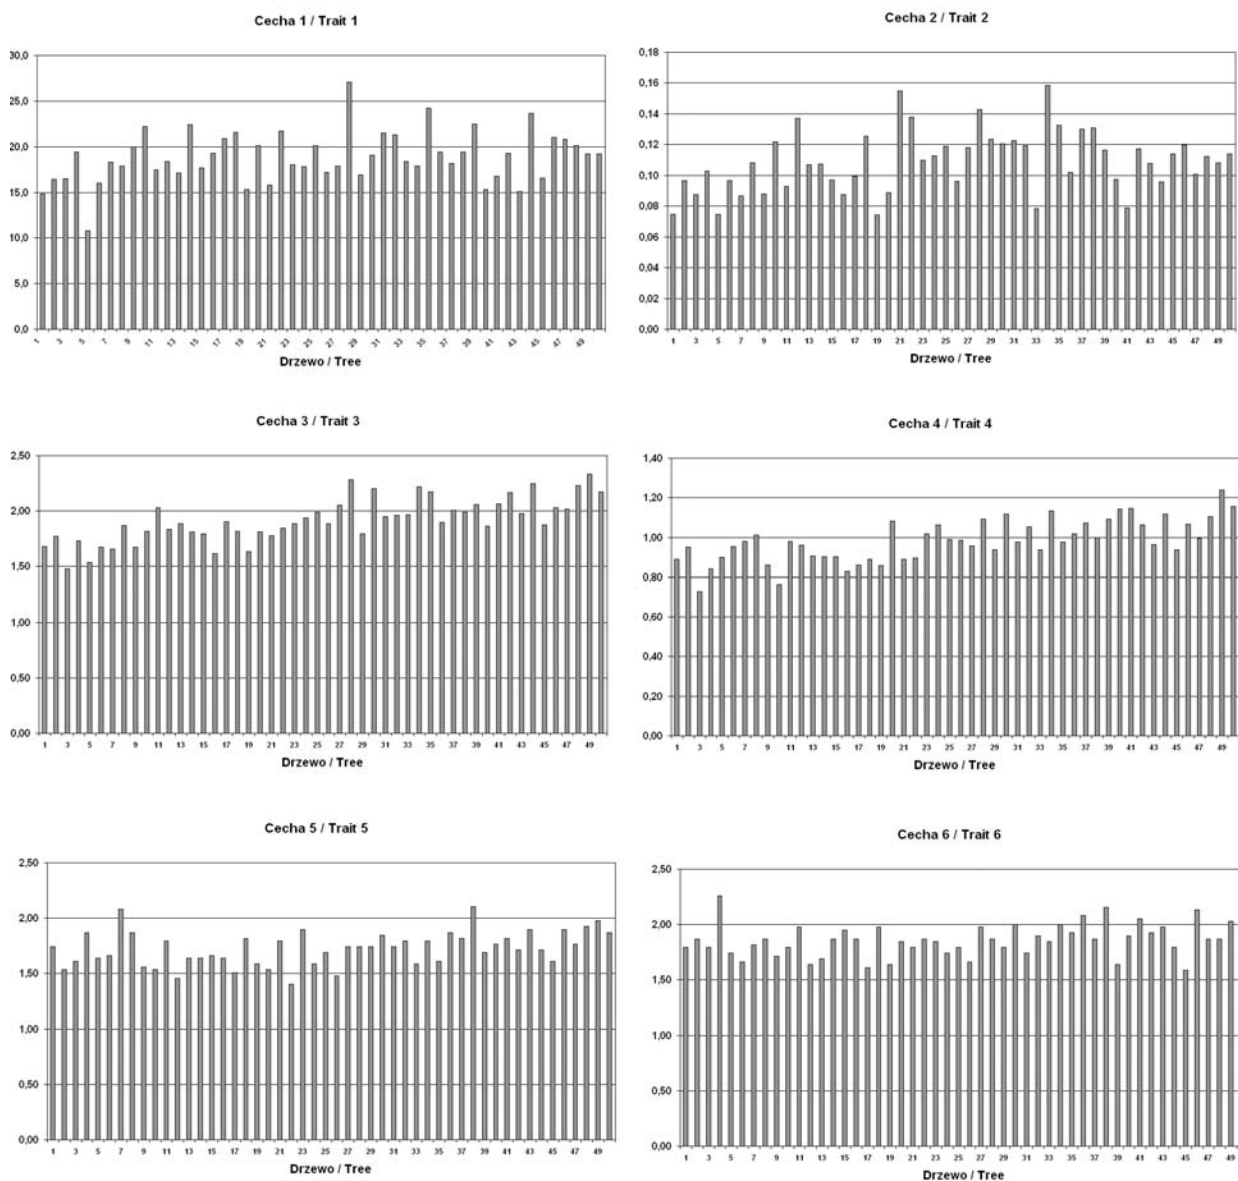 Cecha 1 / Trait 1
30,0
25,0
20,0
15,0
10,0
5,0
0,0
1 3 5 7 9 11 13 15 17 19 21 23 25 27 29 31 33 35 37 39 41 43 45 47 49
Drzewo / Tree
Cecha 2 / Trait 2
0,18
0,16
0,14
0,12
0,10
0,08
0,06
0,04
0,02
0,00
1 3 5 7 9 11 13 15 17 19 21 23 25 27 29 31 33 35 37 39 41 43 45 47 49
Drzewo / Tree
Cecha 3 / Trait 3
2,50
2,00
1,50
1,00
0,50
0,00
1 3 5 7 9 11 13 15 17 19 21 23 25 27 29 31 33 35 37 39 41 43 45 47 49
Drzewo / Tree
Cecha 4 / Trait 4
1,40
1,20
1,00
0,80
0,60
0,40
0,20
0,00
1 3 5 7 9 11 13 15 17 19 21 23 25 27 29 31 33 35 37 39 41 43 45 47 49
Drzewo / Tree
Cecha 5 / Trait 5
2,50
2,00
1,50
1,00
0,50
0,00
1 3 5 7 9 11 13 15 17 19 21 23 25 27 29 31 33 35 37 39 41 43 45 47 49
Drzewo / Tree
Cecha 6 / Trait 6
2,50
2,00
1,50
1,00
0,50
0,00
1 3 5 7 9 11 13 15 17 19 21 23 25 27 29 31 33 35 37 39 41 43 45 47 49
Drzewo / Tree